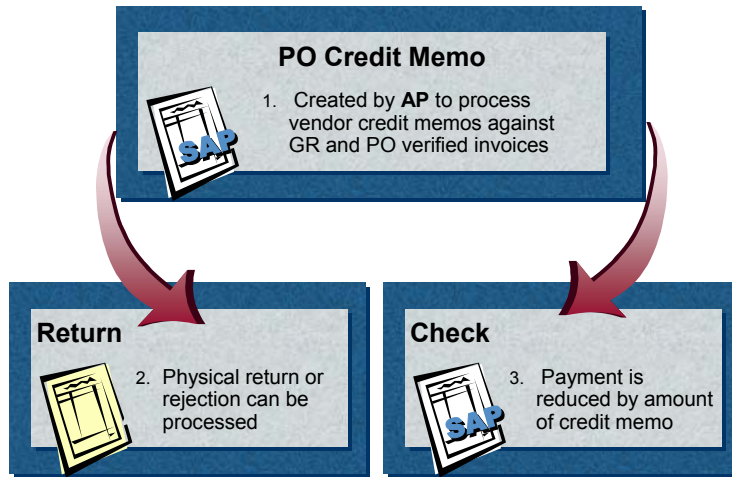 PO Credit Memo
1. Created by AP to process
vendor credit memos against
GR and PO verified invoices
SAP
Return
2. Physical return or
rejection can be
processed
Check
3. Payment is
reduced by amount
of credit memo
SAP